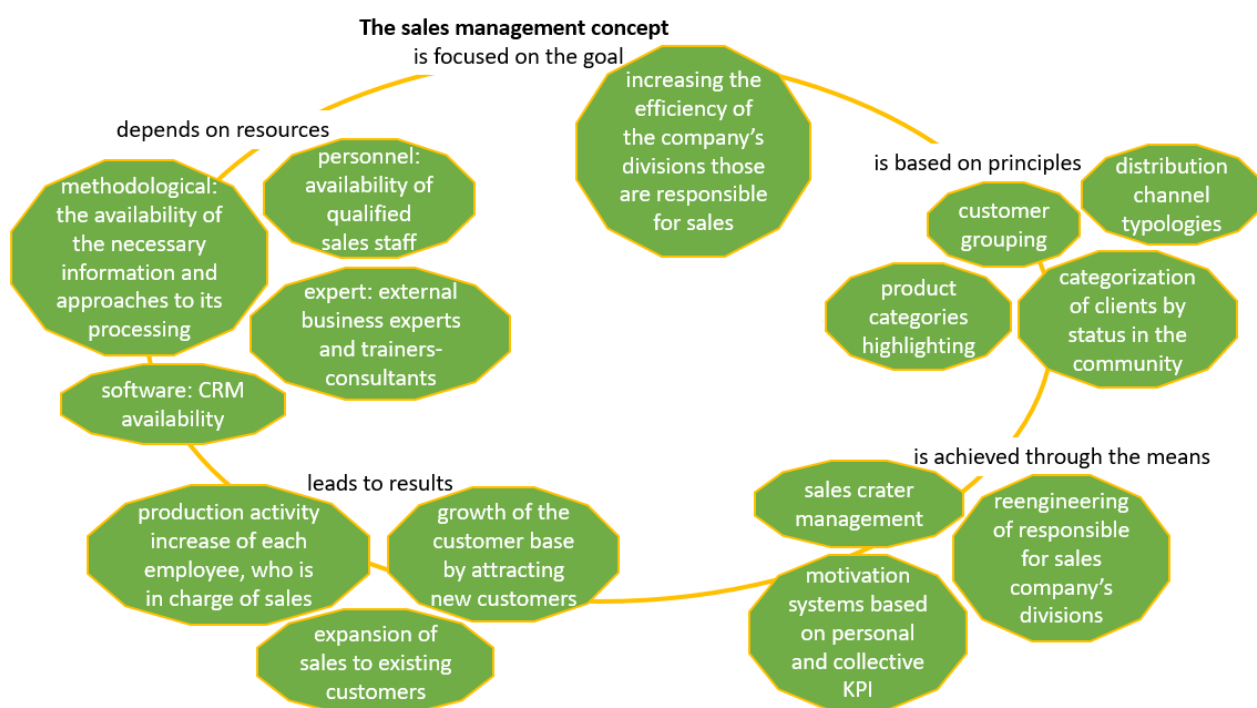 The sales management concept
is focused on the goal
increasing the
efficiency of
the company's
divisions those
are responsible
for sales
is based on principles
distribution
channel
typologies
customer
grouping
product
categories
highlighting
categorization
of clients by
status in the
community
is achieved through the means
sales crater
management
reengineering
of responsible
for sales
company's
divisions
motivation
systems based
on personal
and collective
KPI
leads to results
production activity
increase of each
employee, who is
in charge of sales
growth of the
customer base
by attracting
new customers
expansion of
sales to existing
customers
depends on resources
methodological:
the availability of
the necessary
information and
approaches to its
processing
personnel:
availability of
qualified
sales staff
expert: external
business experts
and trainers-
consultants
software: CRM
availability